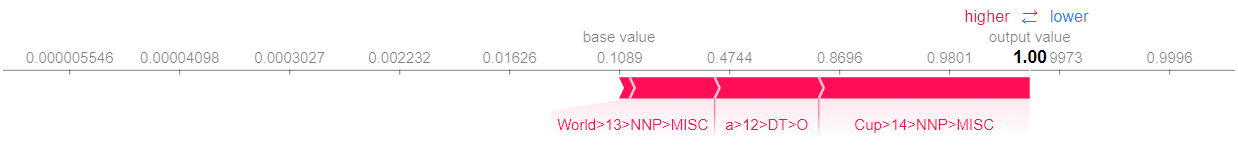 higher ⇄ lower
base value output value
0.000005546 0.00004098 0.0003027 0.002232 0.01626 0.1089 0.4744 0.8696 0.9801 1.00 9973 0.9996
World>13>NNP>MISC a>12>DT>O Cup>14>NNP>MISC